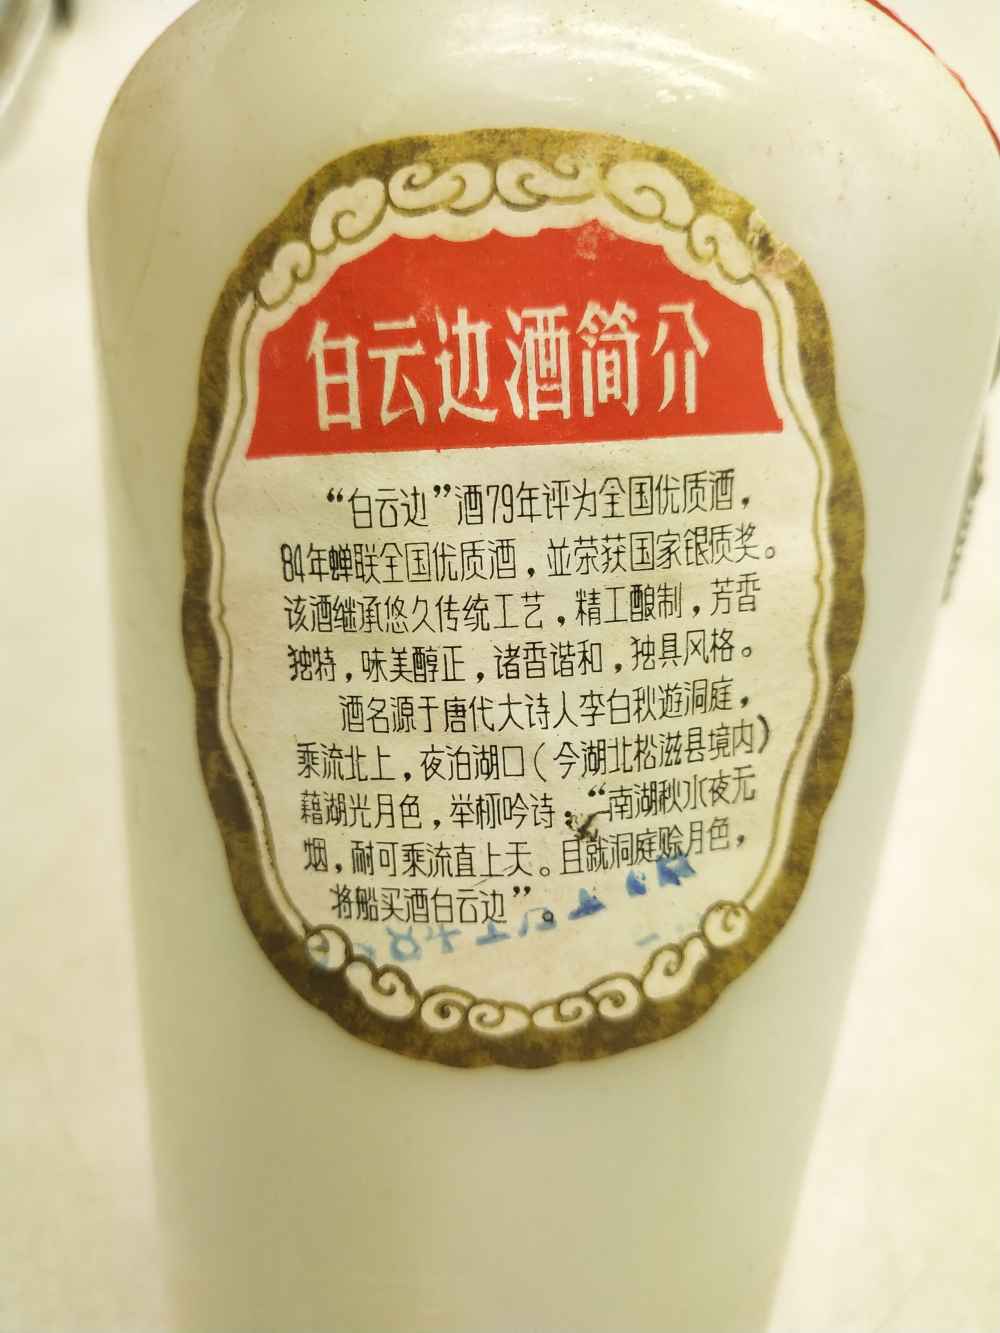 白云边酒简介
“白云边”酒79年评为全国优质酒，
84年蝉联全国优质酒，並荣获国家银质奖。
该酒继承悠久传统工艺，精工酿制，芳香
独特，味美醇正，诸香谐和，独具风格。
酒名源于唐代大诗人李白秋遊洞庭，
乘流北上，夜泊湖口（今湖北松滋县境内）
藉湖光月色，举杯吟诗：“南湖秋水夜无
烟，耐可乘流直上天。且就洞庭赊月色，
将船买酒白云边”。